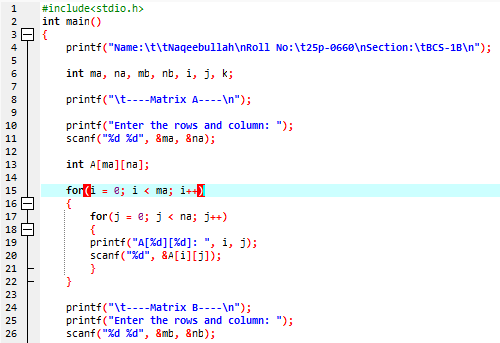 1 #include<stdio.h>
2 int main()
3 {
4 printf("Name:\t\tNaqeebullah\nRoll No:\t25p-0660\nSection:\tBCS-1B\n");
5
6 int ma, na, mb, nb, i, j, k;
7
8 printf("\t----Matrix A----\n");
9
10 printf("Enter the rows and column: ");
11 scanf("%d %d", &ma, &na);
12
13 int A[ma][na];
14
15 for(i = 0; i < ma; i++)
16 {
17 for(j = 0; j < na; j++)
18 {
19 printf("A[%d][%d]: ", i, j);
20 scanf("%d", &A[i][j]);
21 }
22 }
23
24 printf("\t----Matrix B----\n");
25 printf("Enter the rows and column: ");
26 scanf("%d %d", &mb, &nb);